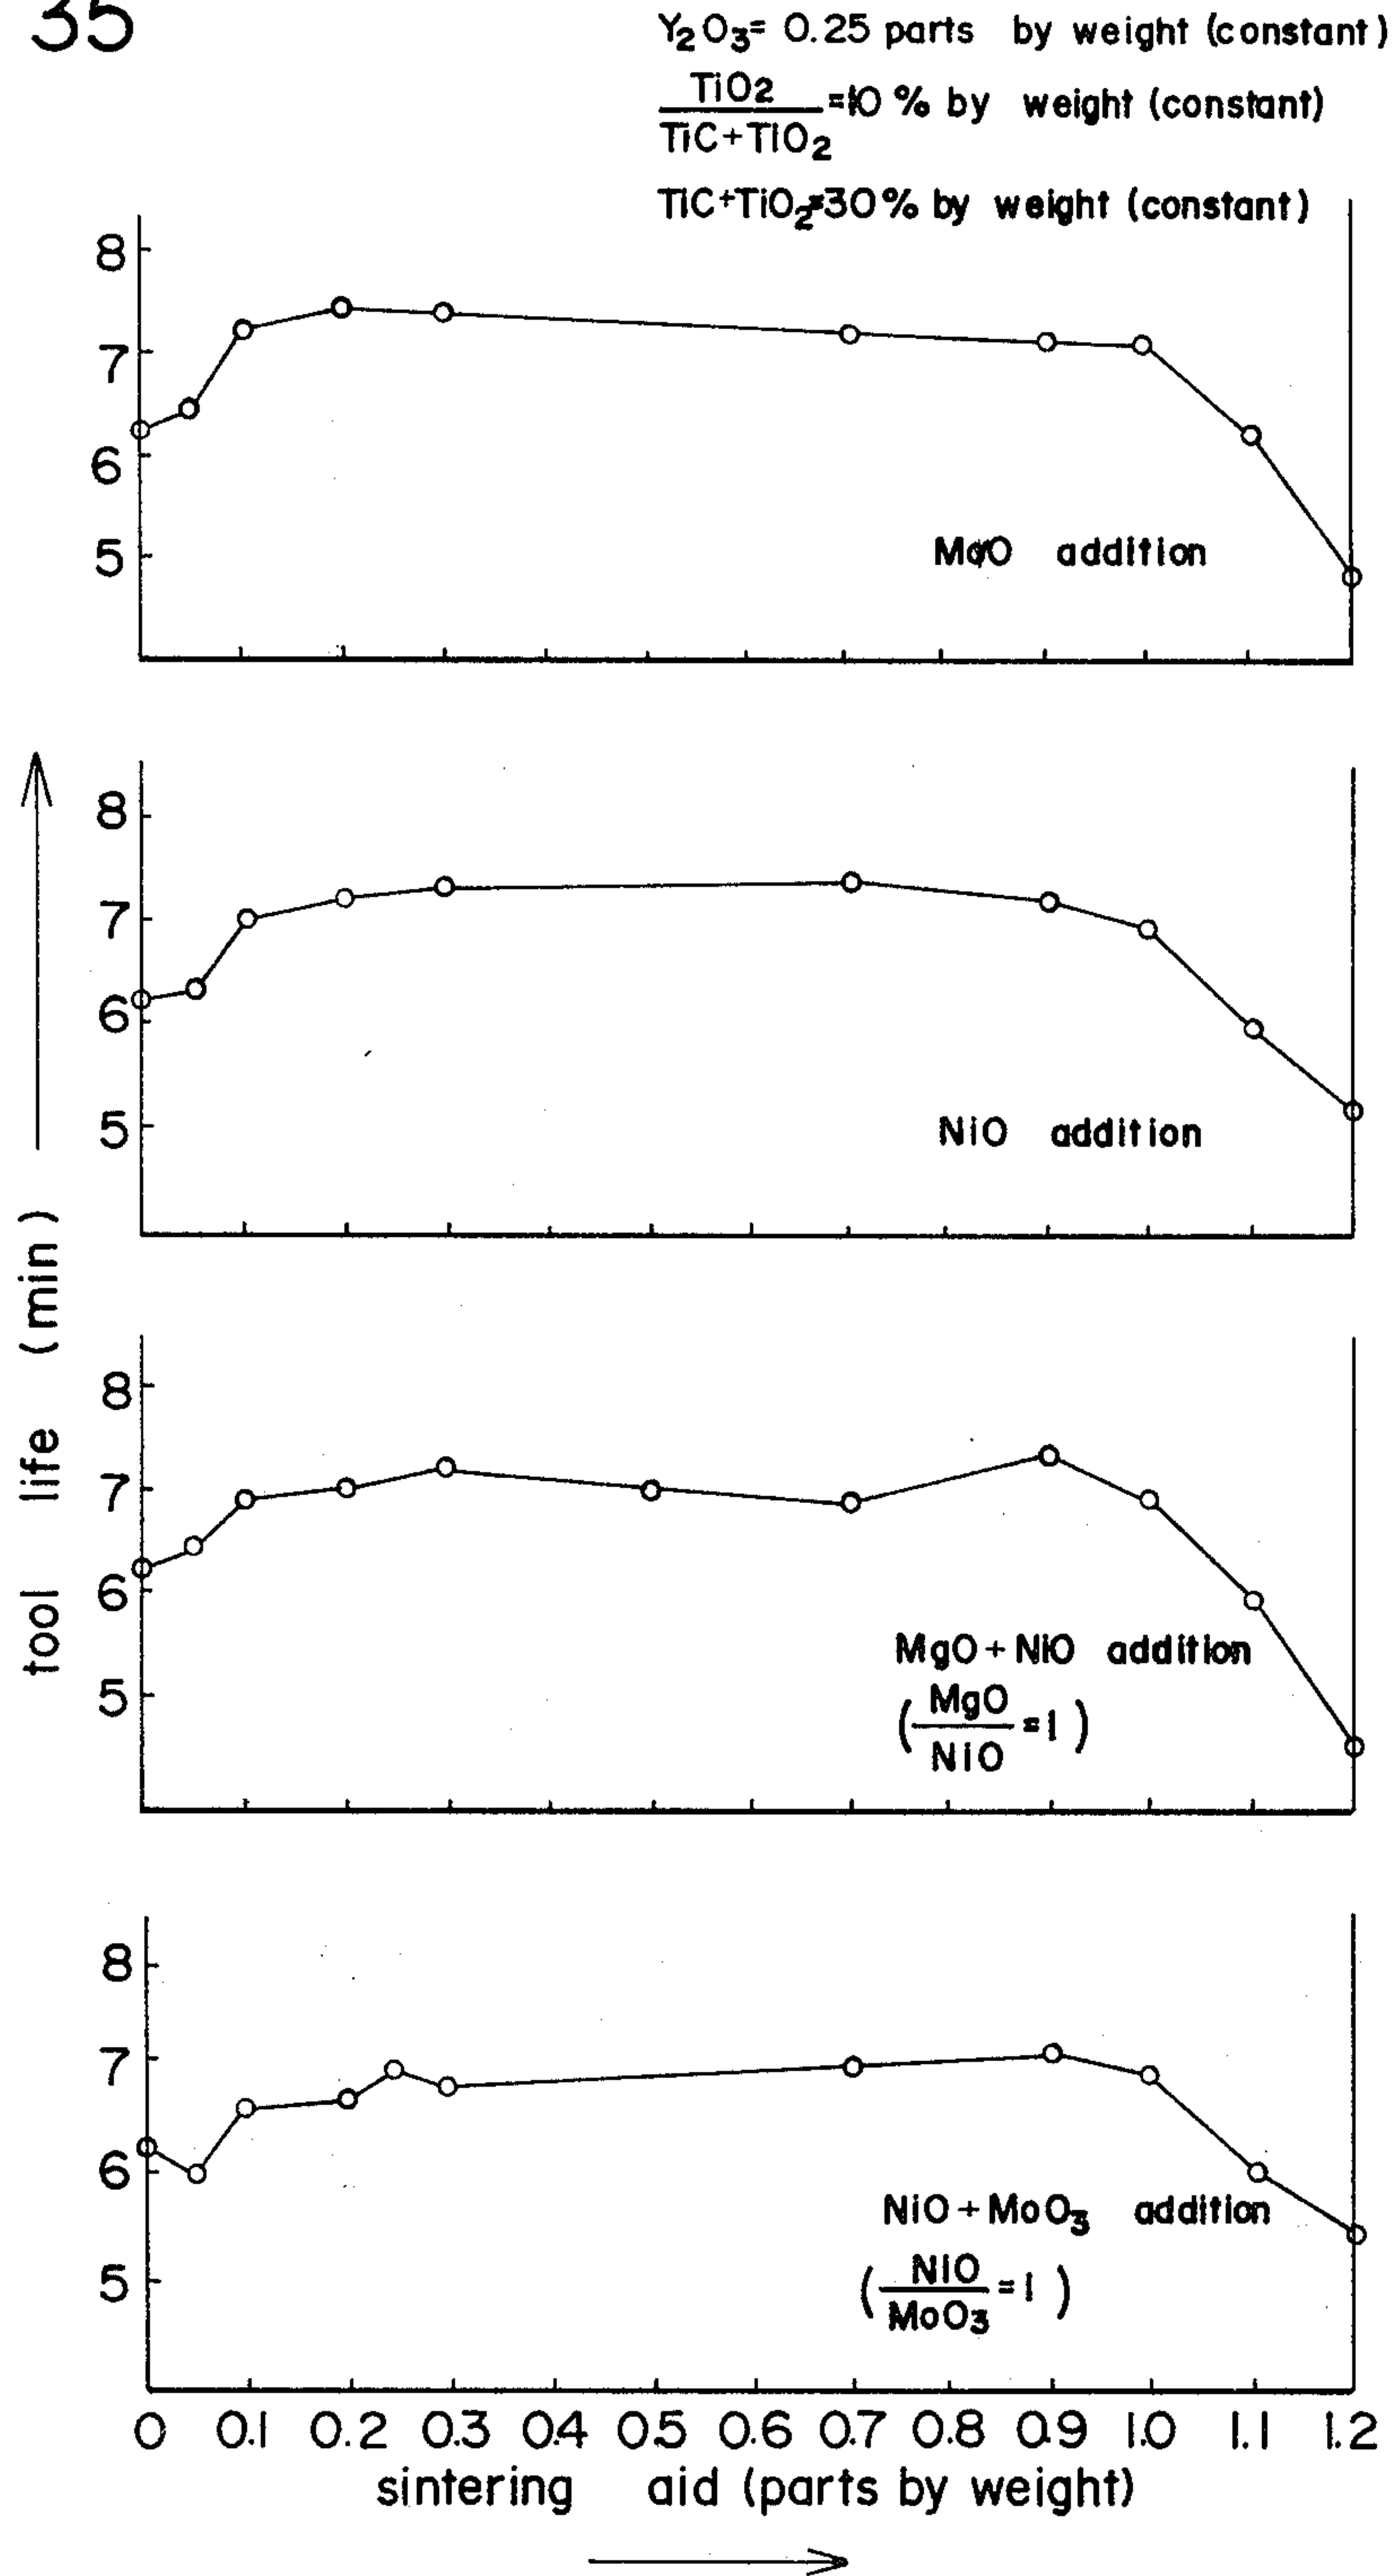 35
Y₂O₃= 0.25 parts by weight (constant)
TiO₂
TiC+TiO₂ =10 % by weight (constant)
TiC+TiO₂=30% by weight (constant)
8
7
6
5
addition
8
7
6
5
NiO addition
tool life (min)
8
7
6
5
MgO+NiO addition
( MgO
NiO =1 )
8
7
6
5
NiO+MoO₃ addition
( NiO
MoO₃ =1 )
0 0.1 0.2 0.3 0.4 0.5 0.6 0.7 0.8 0.9 1.0 1.1 1.2
sintering aid (parts by weight)